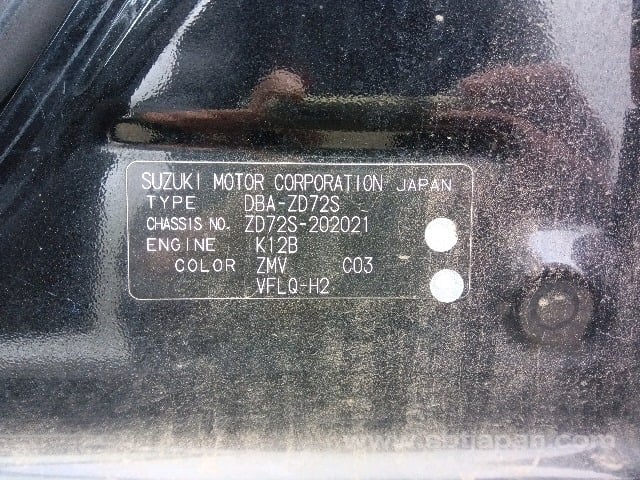 SUZUKI MOTOR CORPORATION JAPAN
TYPE DBA-ZD72S
CHASSIS NO. ZD72S-202021
ENGINE K12B
COLOR ZMV C03
VFLQ-H2